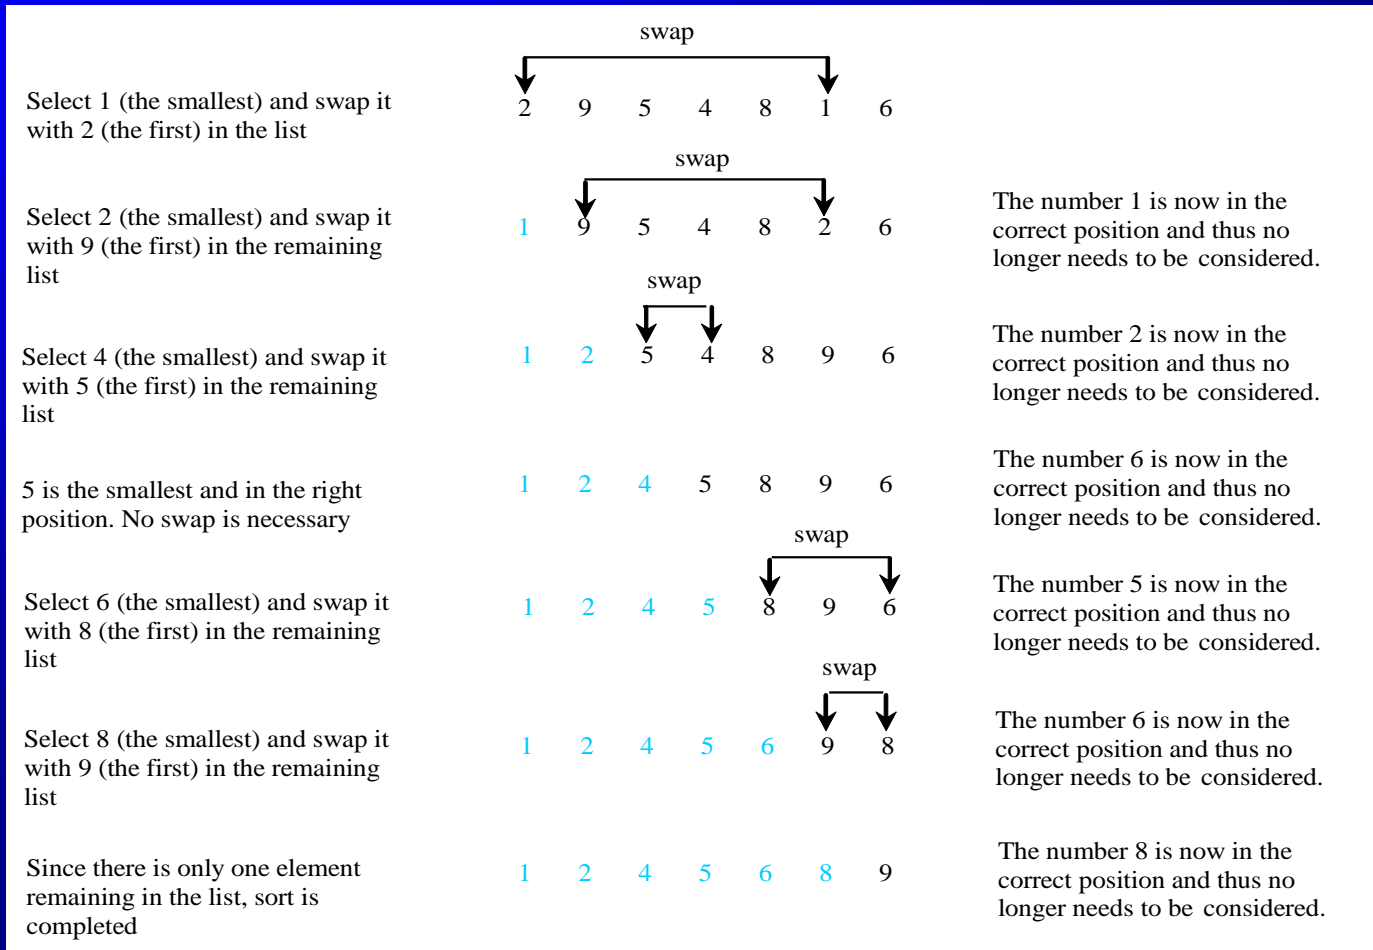 swap
Select 1 (the smallest) and swap it
with 2 (the first) in the list
2 9 5 4 8 1 6
swap
Select 2 (the smallest) and swap it
with 9 (the first) in the remaining
list
1 9 5 4 8 2 6
The number 1 is now in the
correct position and thus no
longer needs to be considered.
swap
Select 4 (the smallest) and swap it
with 5 (the first) in the remaining
list
1 2 5 4 8 9 6
The number 2 is now in the
correct position and thus no
longer needs to be considered.
5 is the smallest and in the right
position. No swap is necessary
1 2 4 5 8 9 6
The number 6 is now in the
correct position and thus no
longer needs to be considered.
swap
Select 6 (the smallest) and swap it
with 8 (the first) in the remaining
list
1 2 4 5 8 9 6
The number 5 is now in the
correct position and thus no
longer needs to be considered.
swap
Select 8 (the smallest) and swap it
with 9 (the first) in the remaining
list
1 2 4 5 6 9 8
The number 6 is now in the
correct position and thus no
longer needs to be considered.
Since there is only one element
remaining in the list, sort is
completed
1 2 4 5 6 8 9
The number 8 is now in the
correct position and thus no
longer needs to be considered.